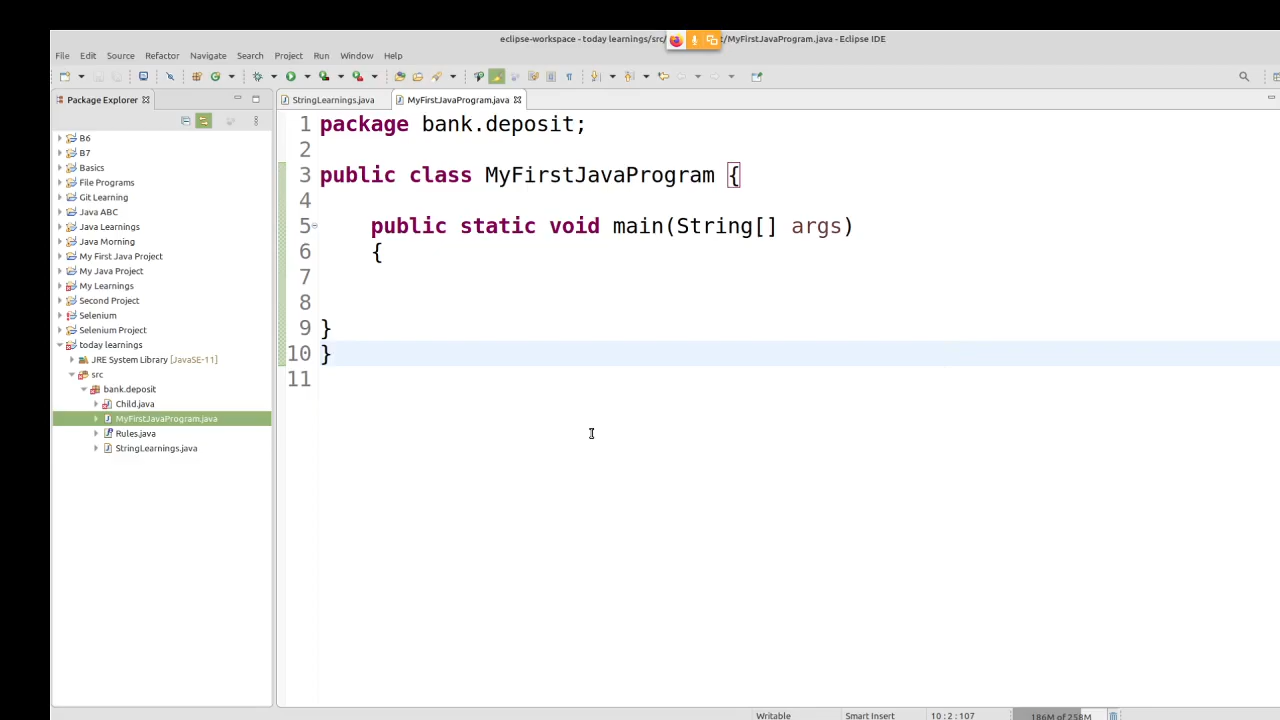 eclipse-workspace - today learnings/src/ t/MyFirstJavaProgram.java - Eclipse IDE
File Edit Source Refactor Navigate Search Project Run Window Help
Package Explorer
StringLearnings.java MyFirstJavaProgram.java
B6
B7
Basics
File Programs
Git Learning
Java ABC
Java Learnings
Java Morning
My First Java Project
My Java Project
My Learnings
Second Project
Selenium
Selenium Project
today learnings
JRE System Library [JavaSE-11]
src
bank.deposit
Child.java
MyFirstJavaProgram.java
Rules.java
StringLearnings.java
1 package bank.deposit;
2
3 public class MyFirstJavaProgram {
4
5 public static void main(String[] args)
6 {
7
8
9 }
10 }
11
Writable Smart Insert 10:2:107 186M of 258M